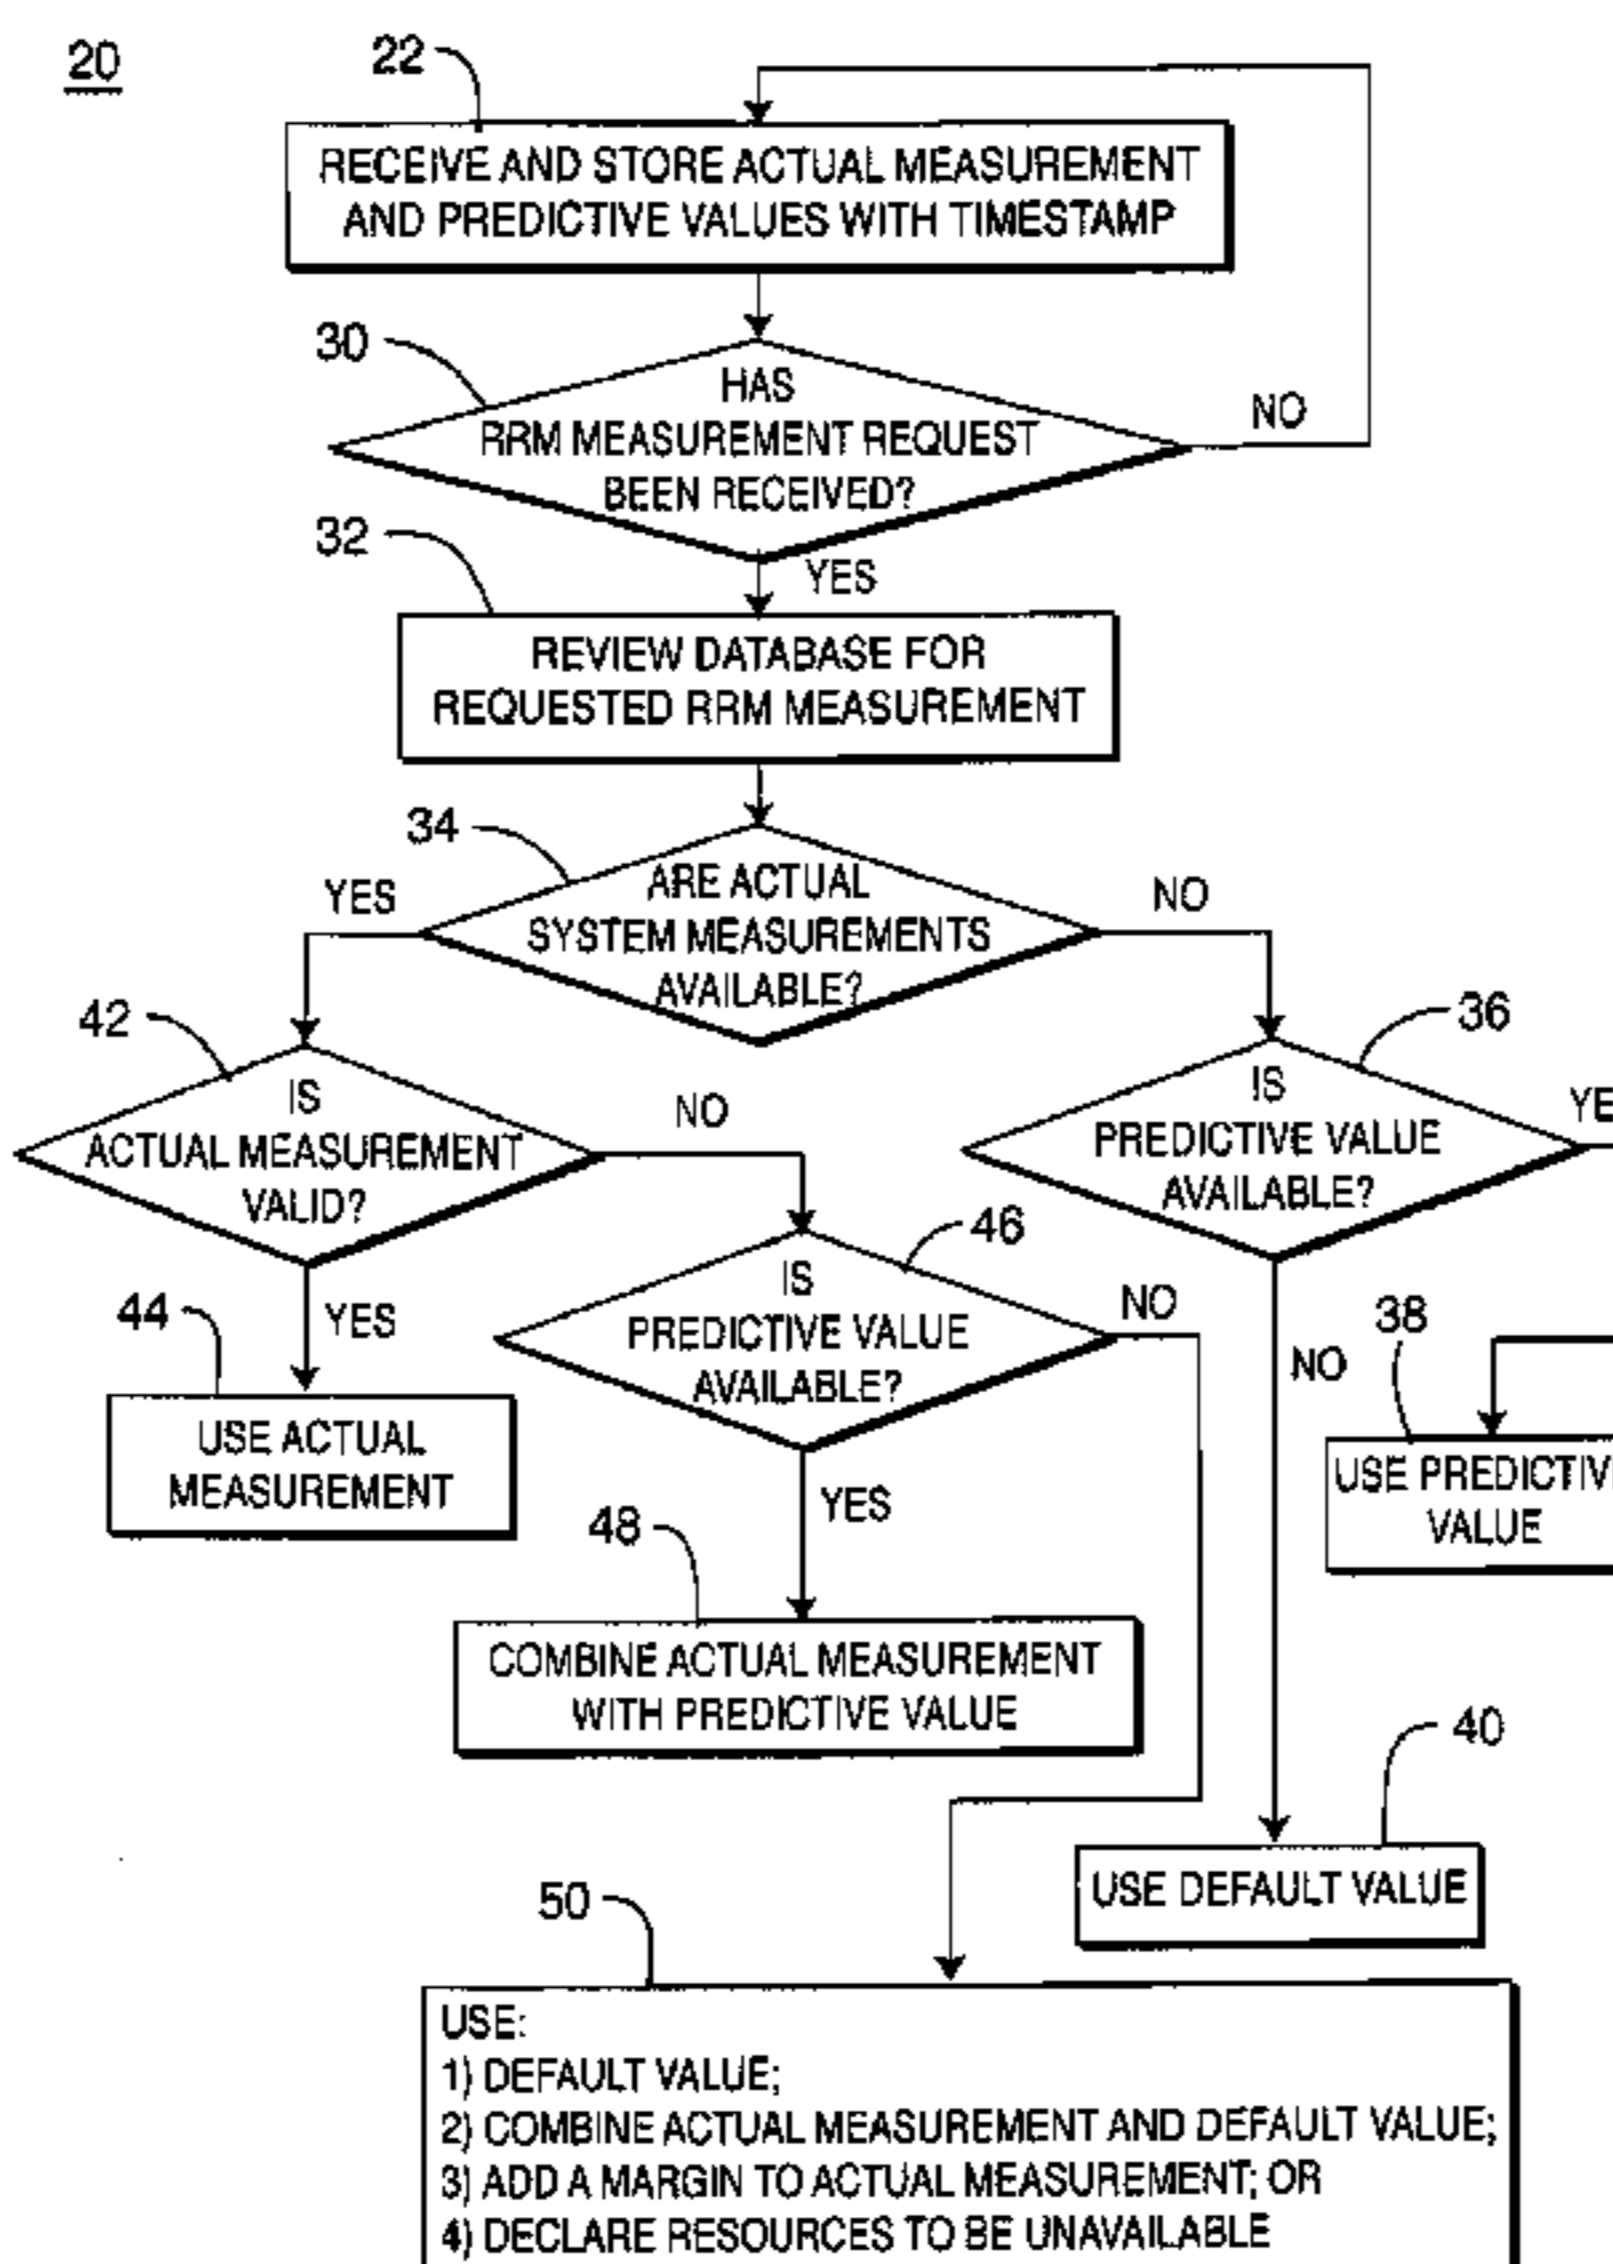 20
22
RECEIVE AND STORE ACTUAL MEASUREMENT
AND PREDICTIVE VALUES WITH TIMESTAMP
30
HAS
RRM MEASUREMENT REQUEST
BEEN RECEIVED?
NO
32
YES
REVIEW DATABASE FOR
REQUESTED RRM MEASUREMENT
34
ARE ACTUAL
SYSTEM MEASUREMENTS
AVAILABLE?
YES
NO
42
IS
ACTUAL MEASUREMENT
VALID?
NO
36
IS
PREDICTIVE VALUE
AVAILABLE?
YE
44
YES
46
IS
PREDICTIVE VALUE
AVAILABLE?
NO
NO
38
USE ACTUAL
MEASUREMENT
USE PREDICTIV
VALUE
48
YES
COMBINE ACTUAL MEASUREMENT
WITH PREDICTIVE VALUE
40
USE DEFAULT VALUE
50
USE:
1) DEFAULT VALUE;
2) COMBINE ACTUAL MEASUREMENT AND DEFAULT VALUE;
3) ADD A MARGIN TO ACTUAL MEASUREMENT; OR
4) DECLARE RESOURCES TO BE UNAVAILABLE